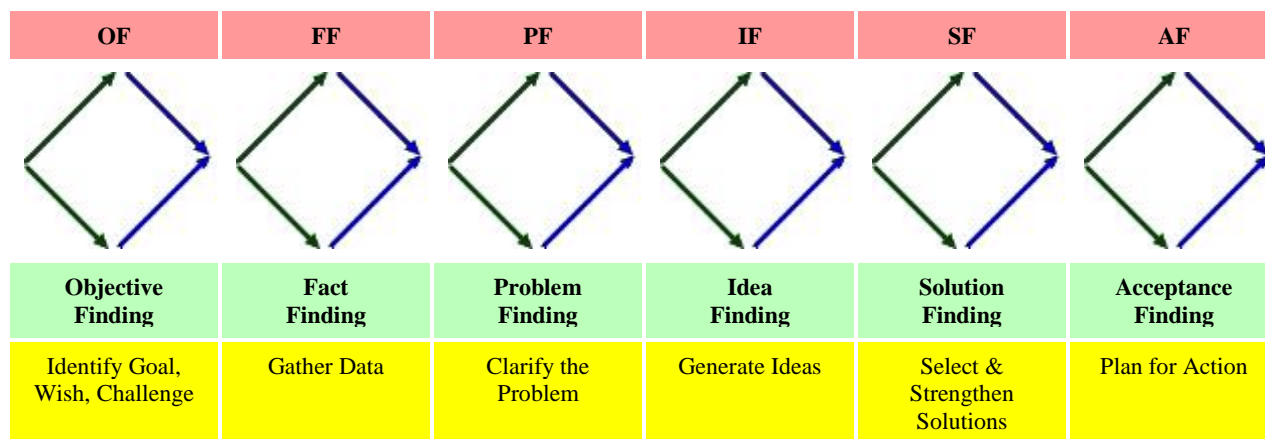 OF FF PF IF SF AF
Objective Fact Problem Idea Solution Acceptance
Finding Finding Finding Finding Finding Finding
Identify Goal, Gather Data Clarify the Generate Ideas Select & Plan for Action
Wish, Challenge Problem Strengthen
Solutions